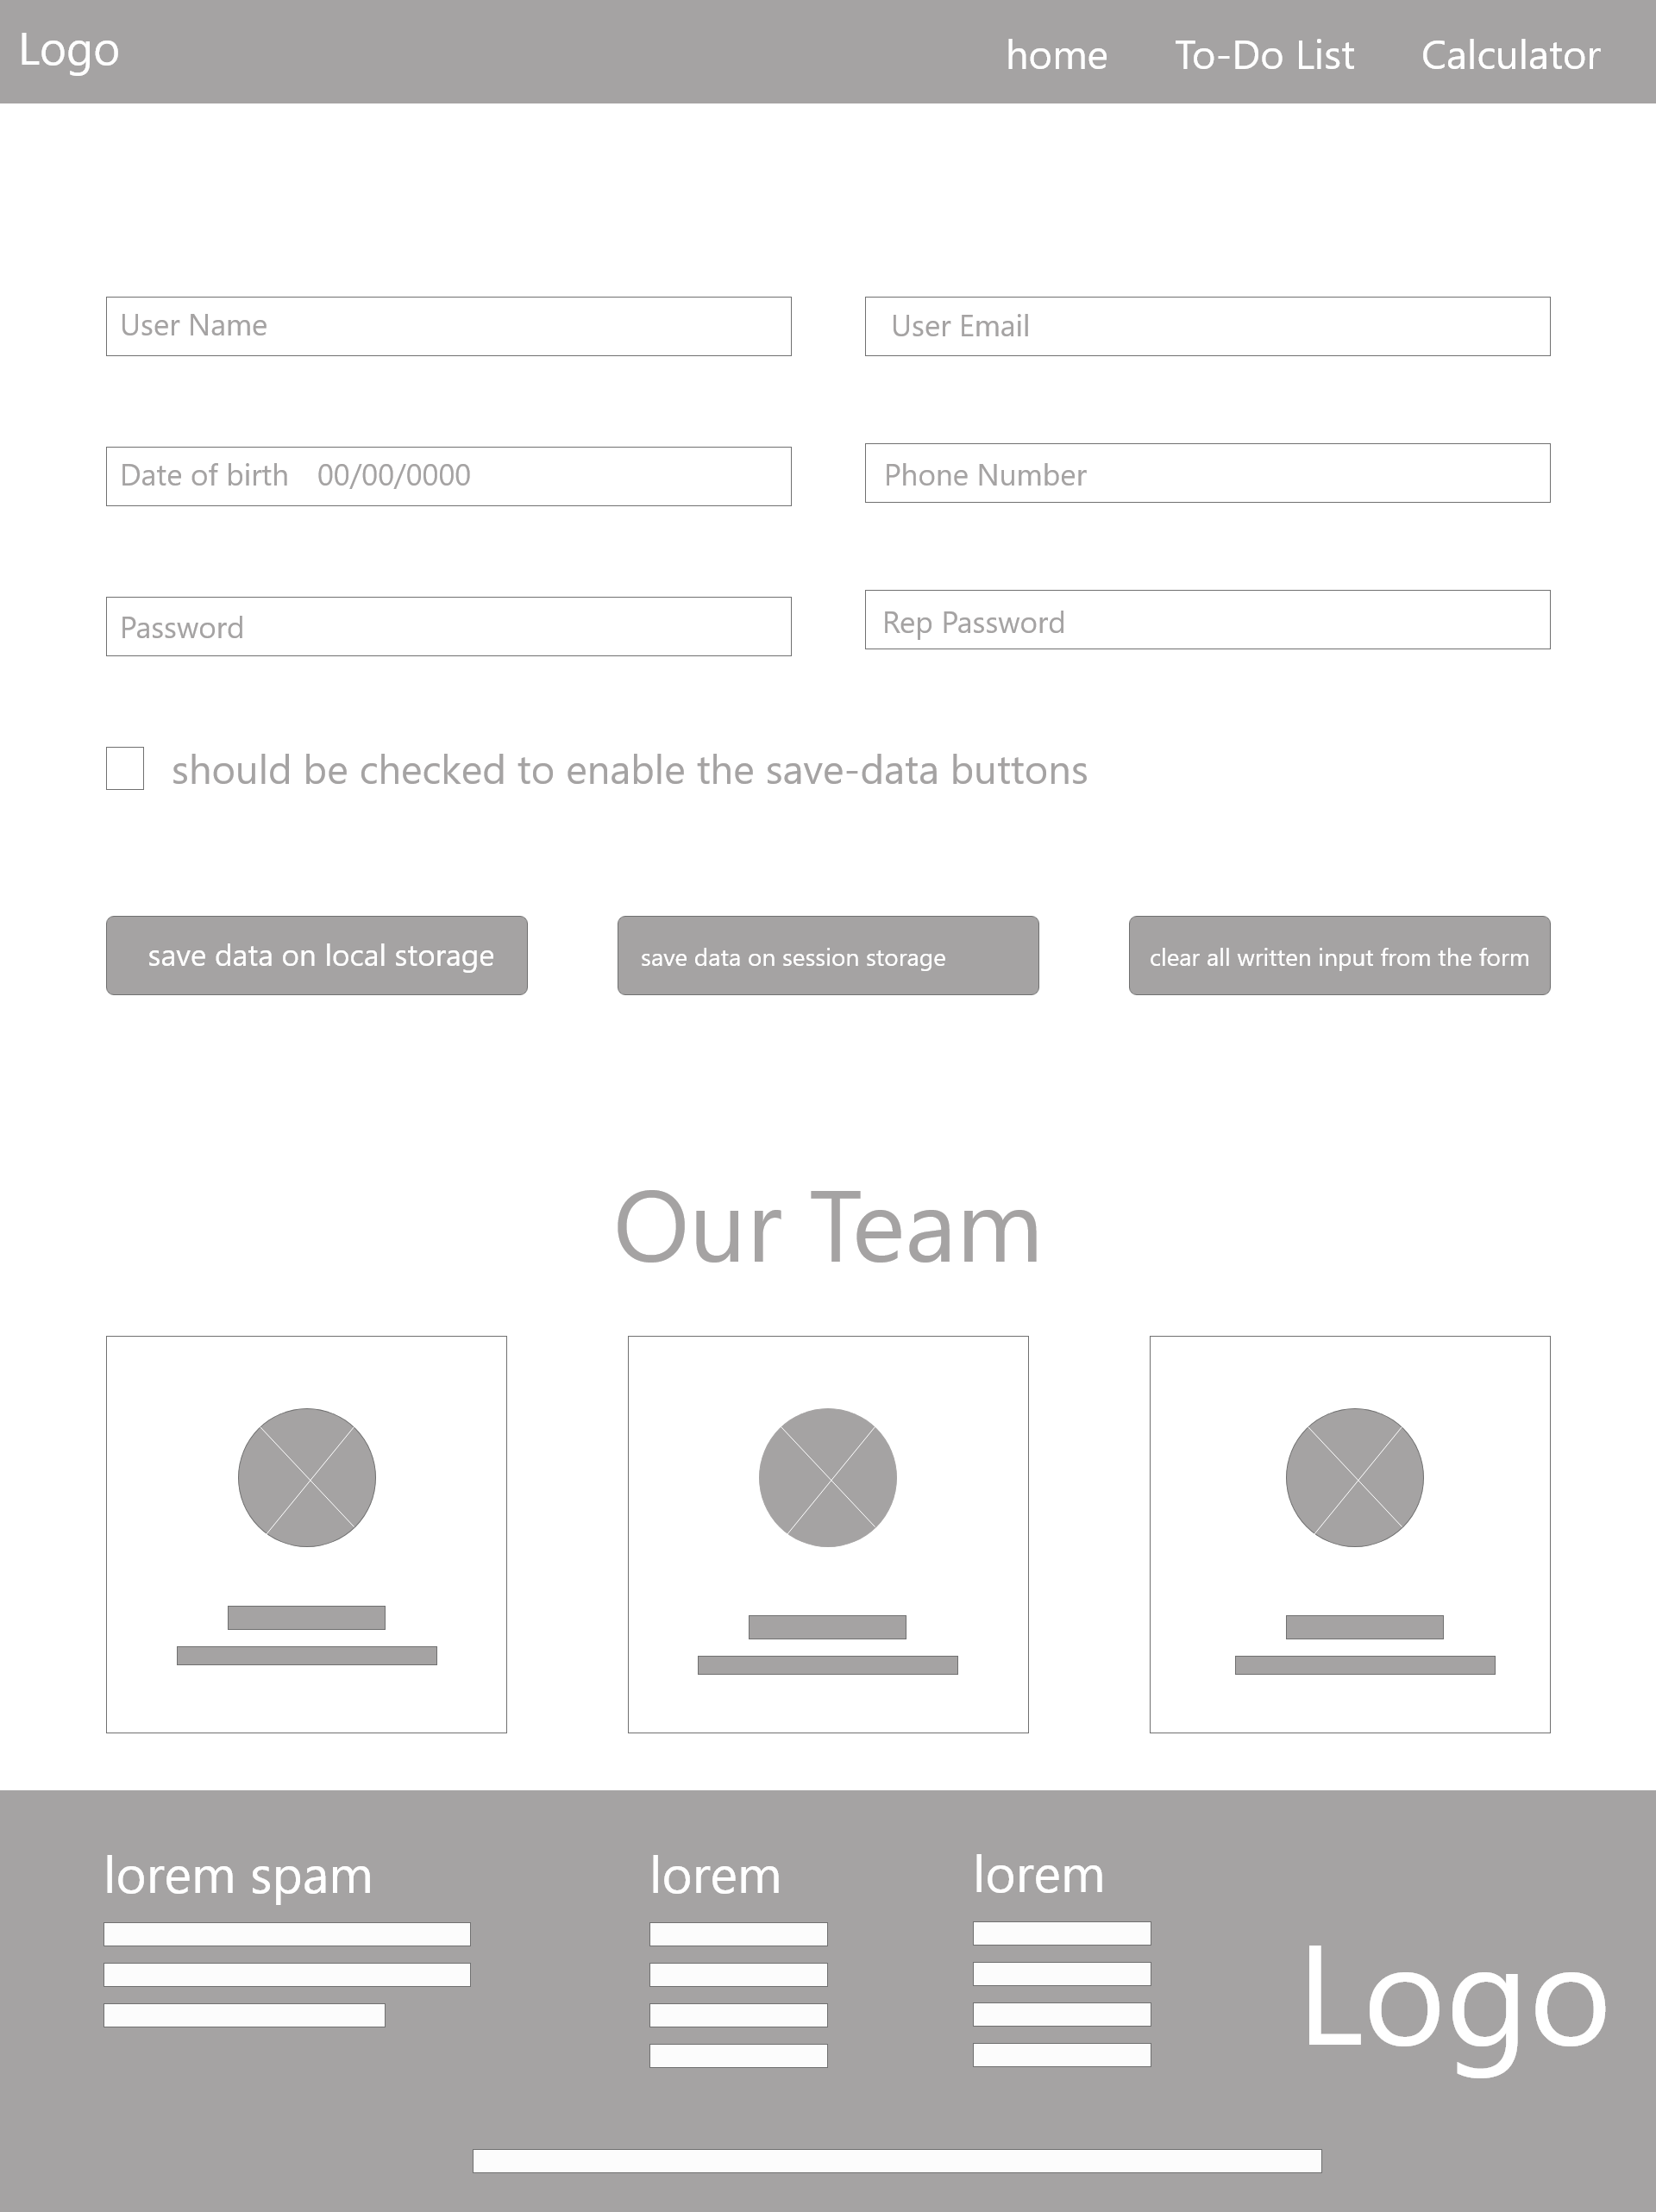 Logo
home To-Do List Calculator
User Name
User Email
Date of birth 00/00/0000
Phone Number
Password
Rep Password
should be checked to enable the save-data buttons
save data on local storage
save data on session storage
clear all written input from the form
Our Team
lorem spam
lorem
lorem
Logo